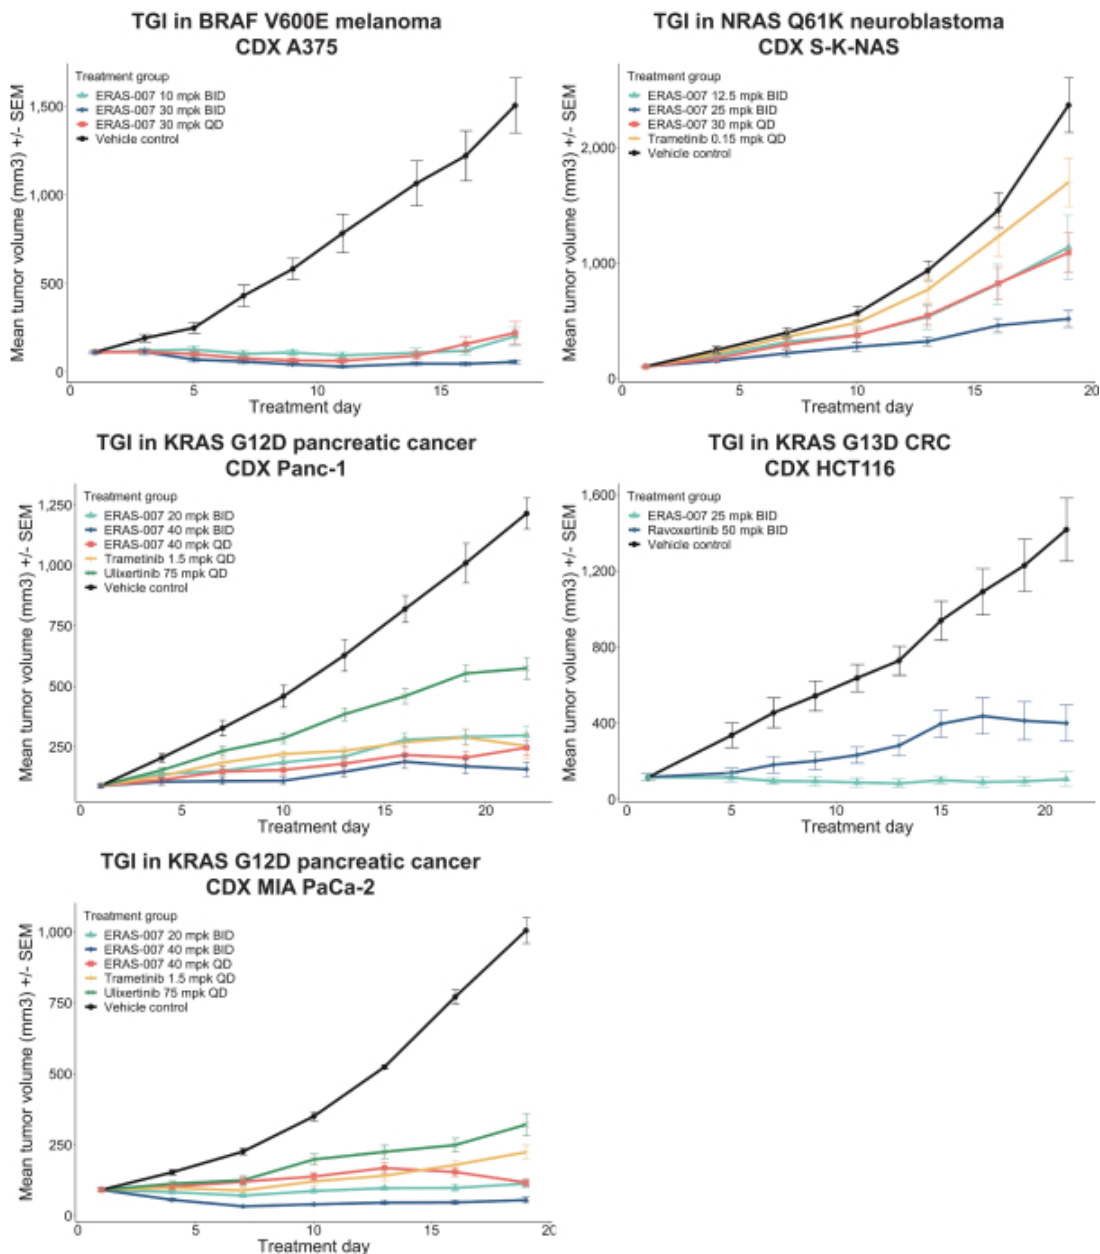 TGI in BRAF V600E melanoma
CDX A375
Treatment group
ERAS-007 10 mpk BID
ERAS-007 30 mpk BID
ERAS-007 30 mpk QD
Vehicle control
Mean tumor volume (mm3) +/- SEM
1,500
1,000
500
0
0 5 10 15
Treatment day
TGI in NRAS Q61K neuroblastoma
CDX S-K-NAS
Treatment group
ERAS-007 12.5 mpk BID
ERAS-007 25 mpk BID
ERAS-007 30 mpk QD
Trametinib 0.15 mpk QD
Vehicle control
Mean tumor volume (mm3) +/- SEM
2,000
1,000
0
0 5 10 15 20
Treatment day
TGI in KRAS G12D pancreatic cancer
CDX Panc-1
Treatment group
ERAS-007 20 mpk BID
ERAS-007 40 mpk BID
ERAS-007 40 mpk QD
Trametinib 1.5 mpk QD
Ulixertinib 75 mpk QD
Vehicle control
Mean tumor volume (mm3) +/- SEM
1,250
1,000
750
500
250
0 5 10 15 20
Treatment day
TGI in KRAS G13D CRC
CDX HCT116
Treatment group
ERAS-007 25 mpk BID
Ravoxertinib 50 mpk BID
Vehicle control
Mean tumor volume (mm3) +/- SEM
1,600
1,200
800
400
0
0 5 10 15 20
Treatment day
TGI in KRAS G12D pancreatic cancer
CDX MIA PaCa-2
Treatment group
ERAS-007 20 mpk BID
ERAS-007 40 mpk BID
ERAS-007 40 mpk QD
Trametinib 1.5 mpk QD
Ulixertinib 75 mpk QD
Vehicle control
Mean tumor volume (mm3) +/- SEM
1,000
750
500
250
0
0 5 10 15 20
Treatment day